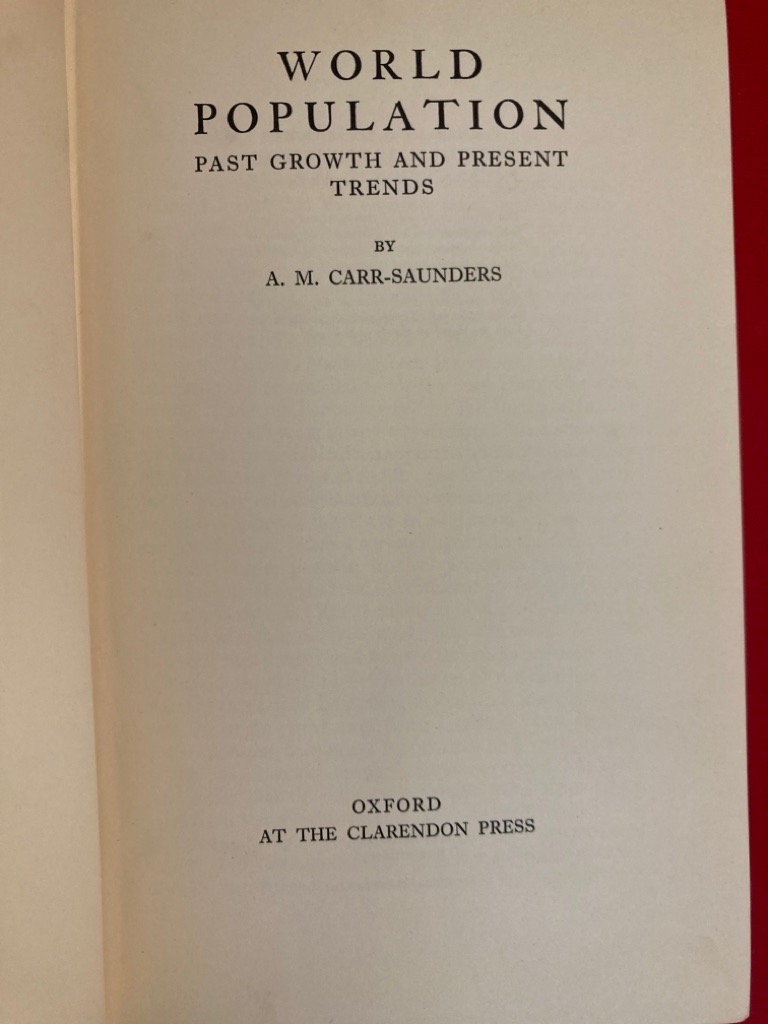 WORLD
POPULATION
PAST GROWTH AND PRESENT
TRENDS
BY
A. M. CARR-SAUNDERS
OXFORD
AT THE CLARENDON PRESS